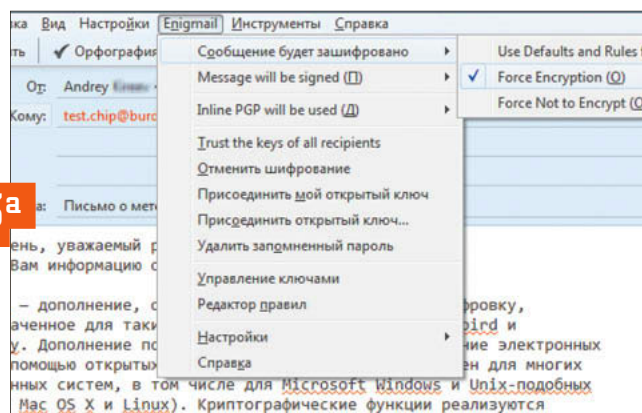 ка Вид Настройки Enigmail Инструменты Справка
ть Орфография
Сообщение будет зашифровано
Use Defaults and Rules
От: Andrey
Message will be signed (П)
Force Encryption (О)
Кому: test.chip@burd
Inline PGP will be used (Д)
Force Not to Encrypt (О
Trust the keys of all recipients
Отменить шифрование
Присоединить мой открытый ключ
а: Письмо о мет
Присоединить открытый ключ...
ень, уважаемый р
Удалить запомненный пароль
Вам информацию о
Управление ключами
– дополнение, с
фровку,
Редактор правил
аченное для таки
bird и
у. Дополнение по
ние электронных
Настройки
помощью открытых
ен для многих
Справка
нных систем, в том числе для Microsoft Windows и Unix-подобных
Mac OS X и Linux). Криптографические функции реализуются